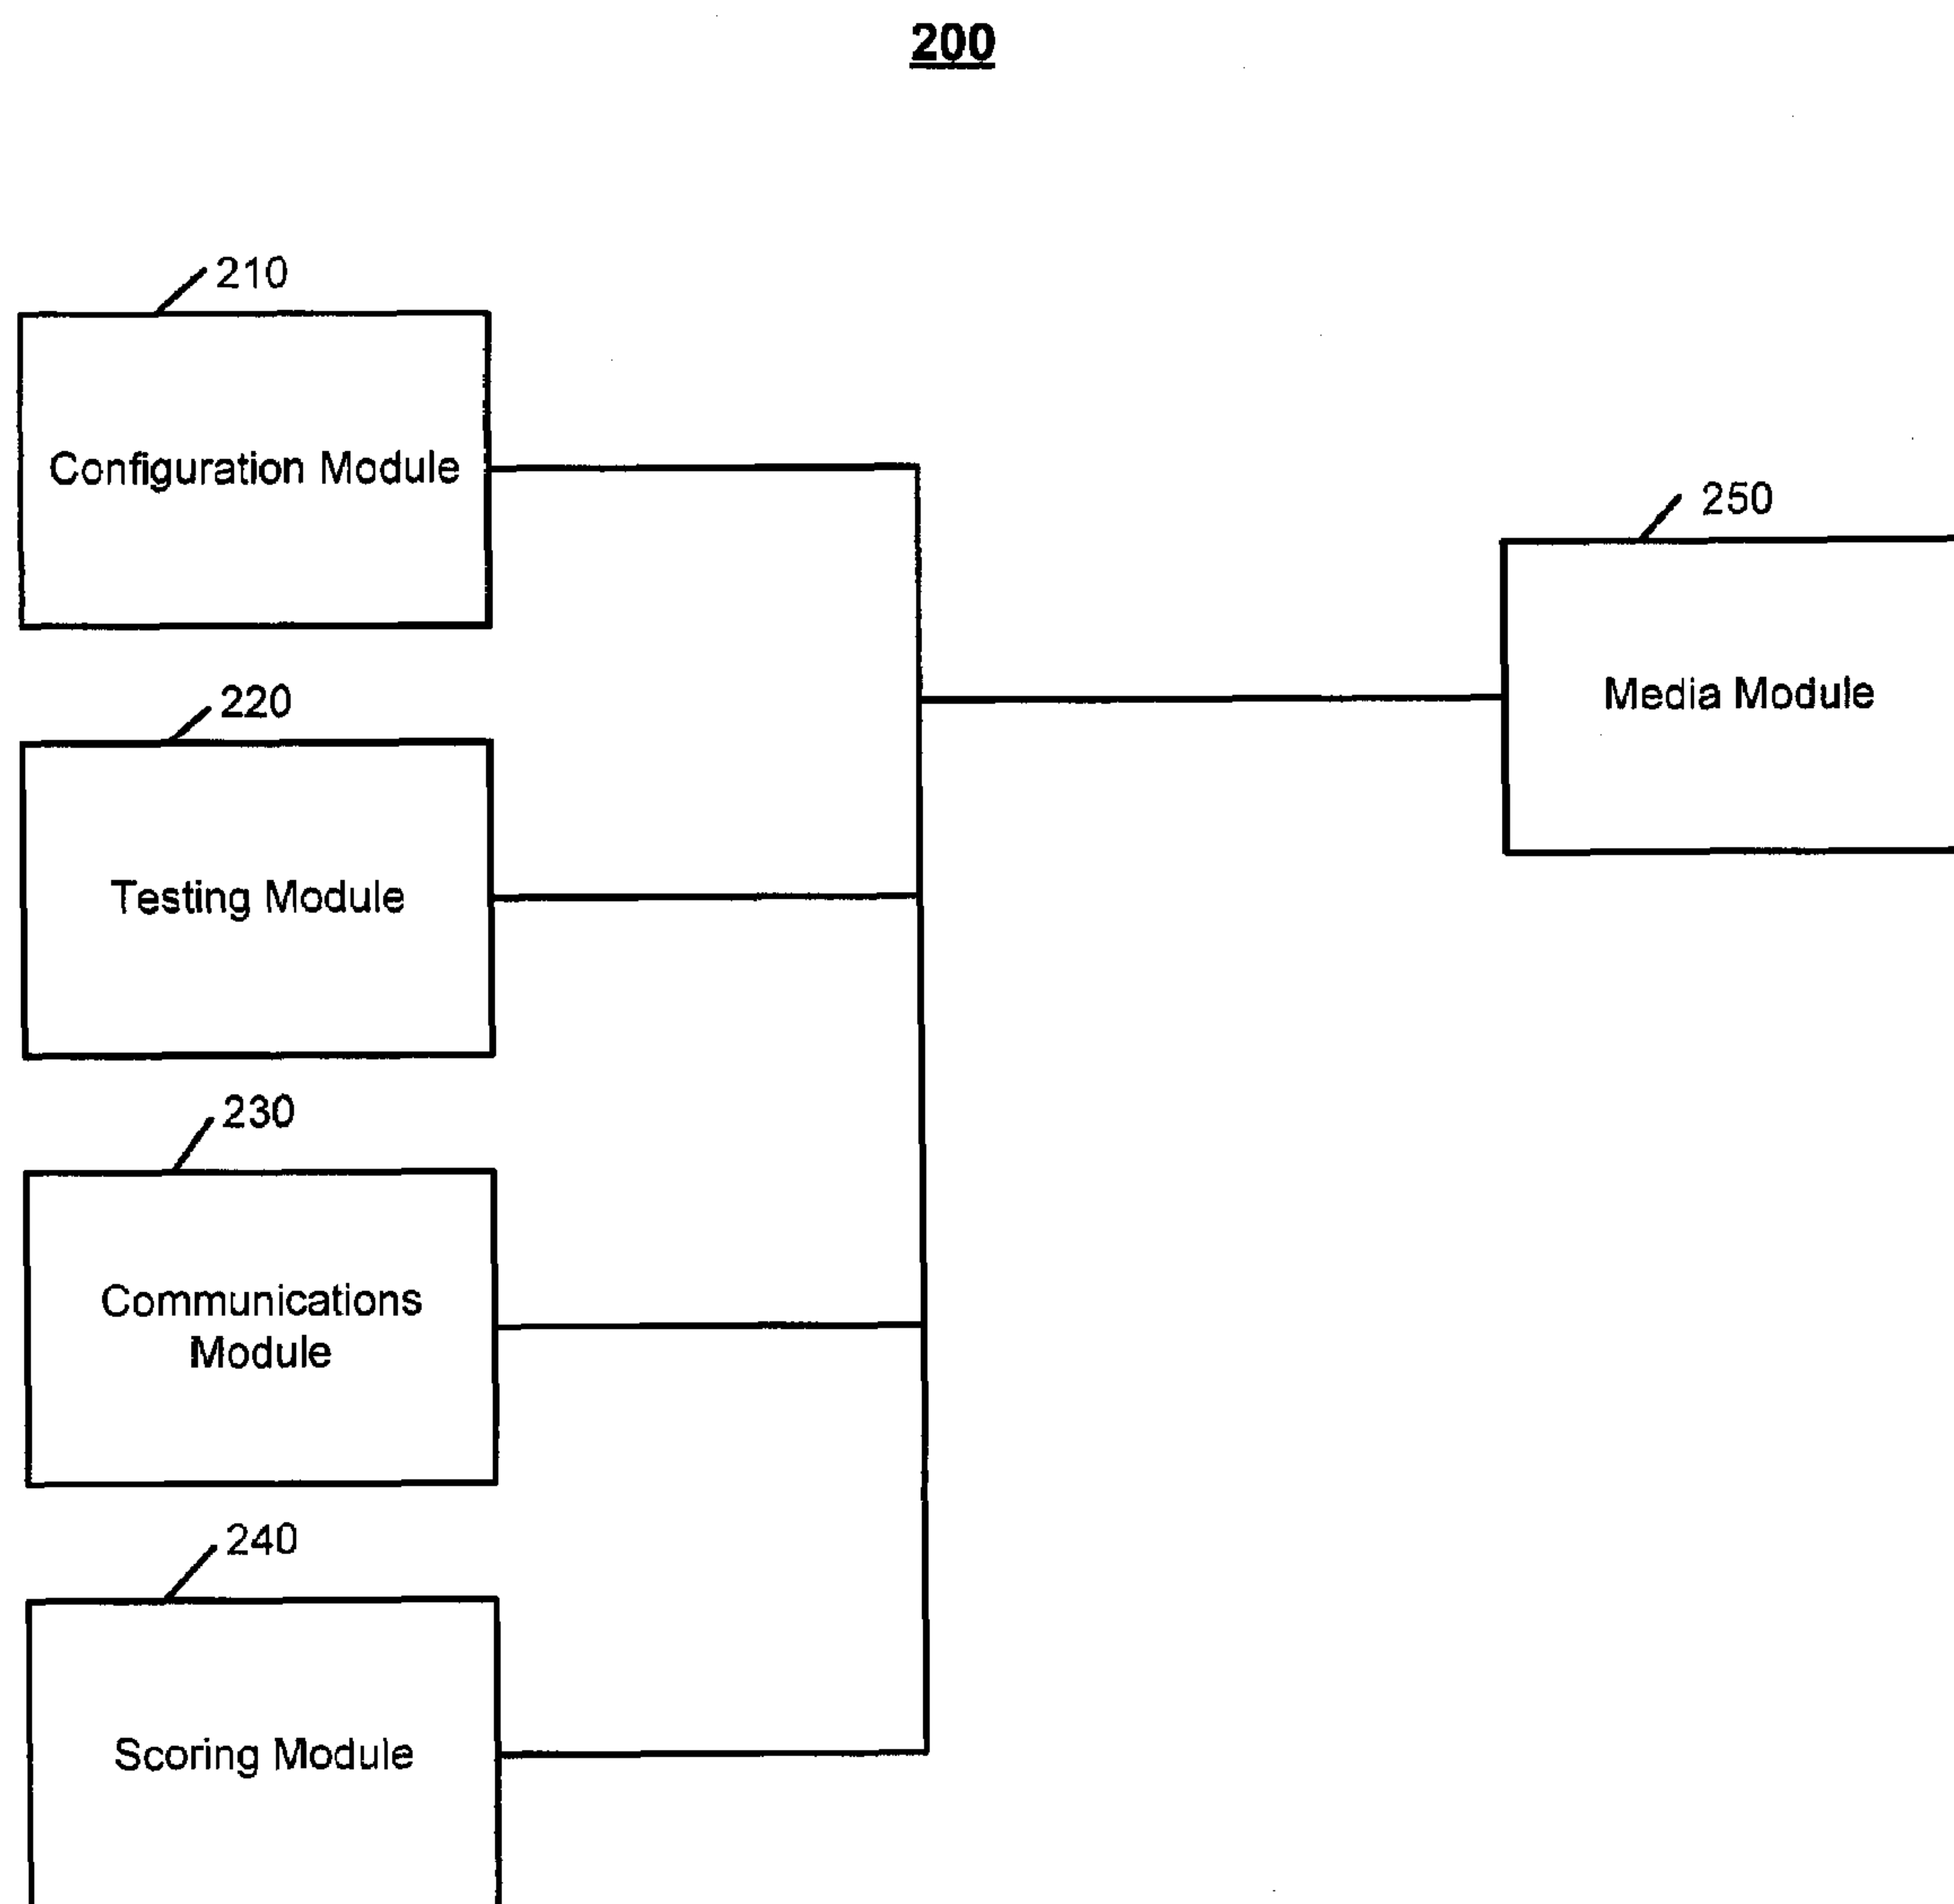 200
210
Configuration Module
250
Media Module
220
Testing Module
230
Communications
Module
240
Scoring Module